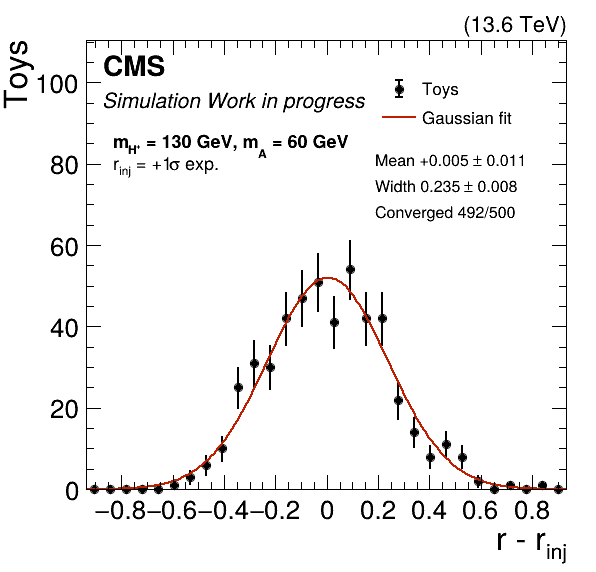 (13.6 TeV)
Toys
CMS
Simulation Work in progress
m_H+ = 130 GeV, m_A = 60 GeV
r_inj = +1σ exp.
Toys
Gaussian fit
Mean +0.005 ± 0.011
Width 0.235 ± 0.008
Converged 492/500
100
80
60
40
20
0
−0.8 −0.6 −0.4 −0.2 0 0.2 0.4 0.6 0.8
r - r_inj